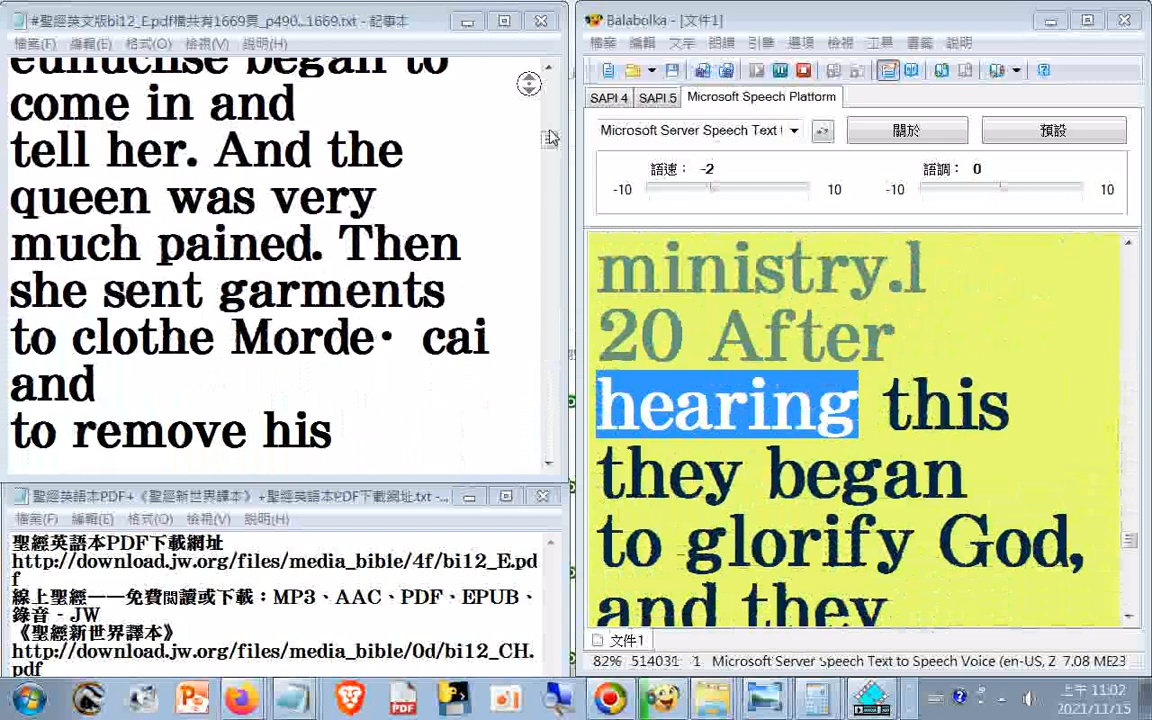 #聖經英文版bi12_E.pdf檔共有1669頁_p490...1669.txt - 記事本
檔案(F) 編輯(E) 格式(O) 檢視(V) 說明(H)
eunuchse began to
come in and
tell her. And the
queen was very
much pained. Then
she sent garments
to clothe Morde· cai
and
to remove his
聖經英語本PDF+《聖經新世界譯本》+聖經英語本PDF下載網址.txt - ...
檔案(F) 編輯(E) 格式(O) 檢視(V) 說明(H)
聖經英語本PDF下載網址
http://download.jw.org/files/media_bible/4f/bi12_E.pd
f
線上聖經——免費閱讀或下載：MP3、AAC、PDF、EPUB、
錄音 - JW
《聖經新世界譯本》
http://download.jw.org/files/media_bible/0d/bi12_CH.
pdf
Balabolka - [文件1]
檔案 編輯 文字 朗讀 引擎 選項 檢視 工具 書籤 說明
SAPI 4 SAPI 5 Microsoft Speech Platform
Microsoft Server Speech Text 關於 預設
語速： -2 語調： 0
-10 10 -10 10
ministry.l
20 After
hearing this
they began
to glorify God,
and they
文件1
82% 514031 1 Microsoft Server Speech Text to Speech Voice (en-US, Z 7.08 ME23
PDF
上午 11:02
2021/11/15